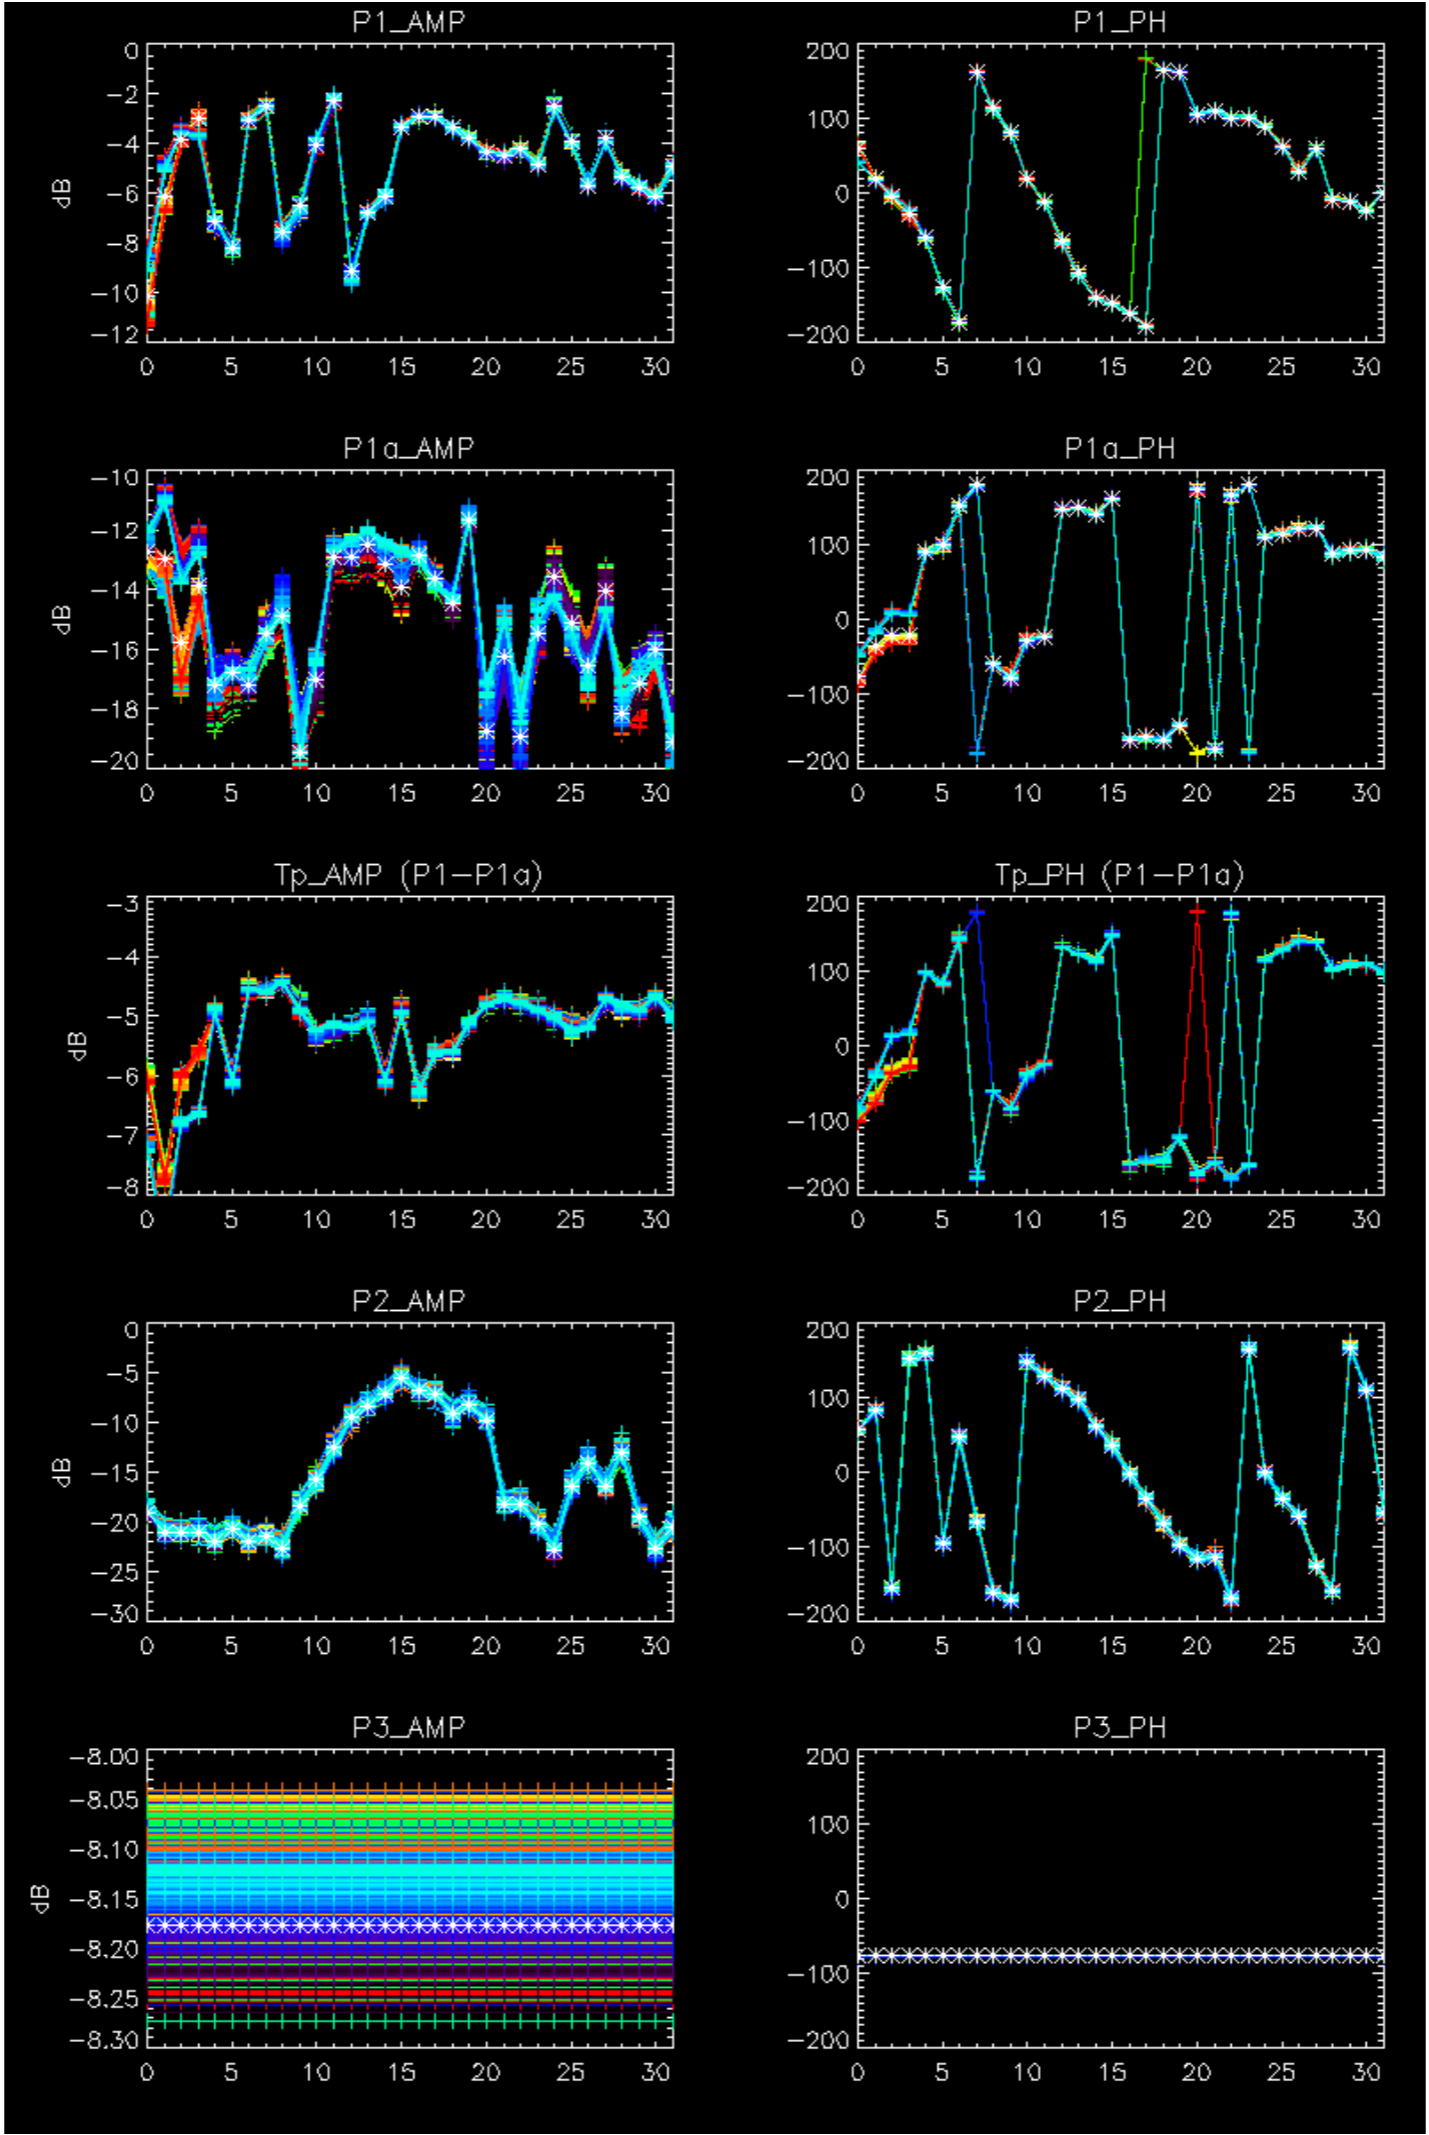 P1_AMP P1_PH
0 200
−2
100
−4
dB −6 0
−8
−100
−10
−12 −200
0 5 10 15 20 25 30 0 5 10 15 20 25 30
P1a_AMP P1a_PH
−10 200
−12 100
−14
dB 0
−16
−100
−18
−20 −200
0 5 10 15 20 25 30 0 5 10 15 20 25 30
Tp_AMP (P1−P1a) Tp_PH (P1−P1a)
−3 200
−4 100
−5
dB 0
−6
−7 −100
−8 −200
0 5 10 15 20 25 30 0 5 10 15 20 25 30
P2_AMP P2_PH
0 200
−5
100
−10
dB −15 0
−20
−100
−25
−30 −200
0 5 10 15 20 25 30 0 5 10 15 20 25 30
P3_AMP P3_PH
−8.00 200
−8.05
100
−8.10
dB −8.15 0
−8.20
−100
−8.25
−8.30 −200
0 5 10 15 20 25 30 0 5 10 15 20 25 30